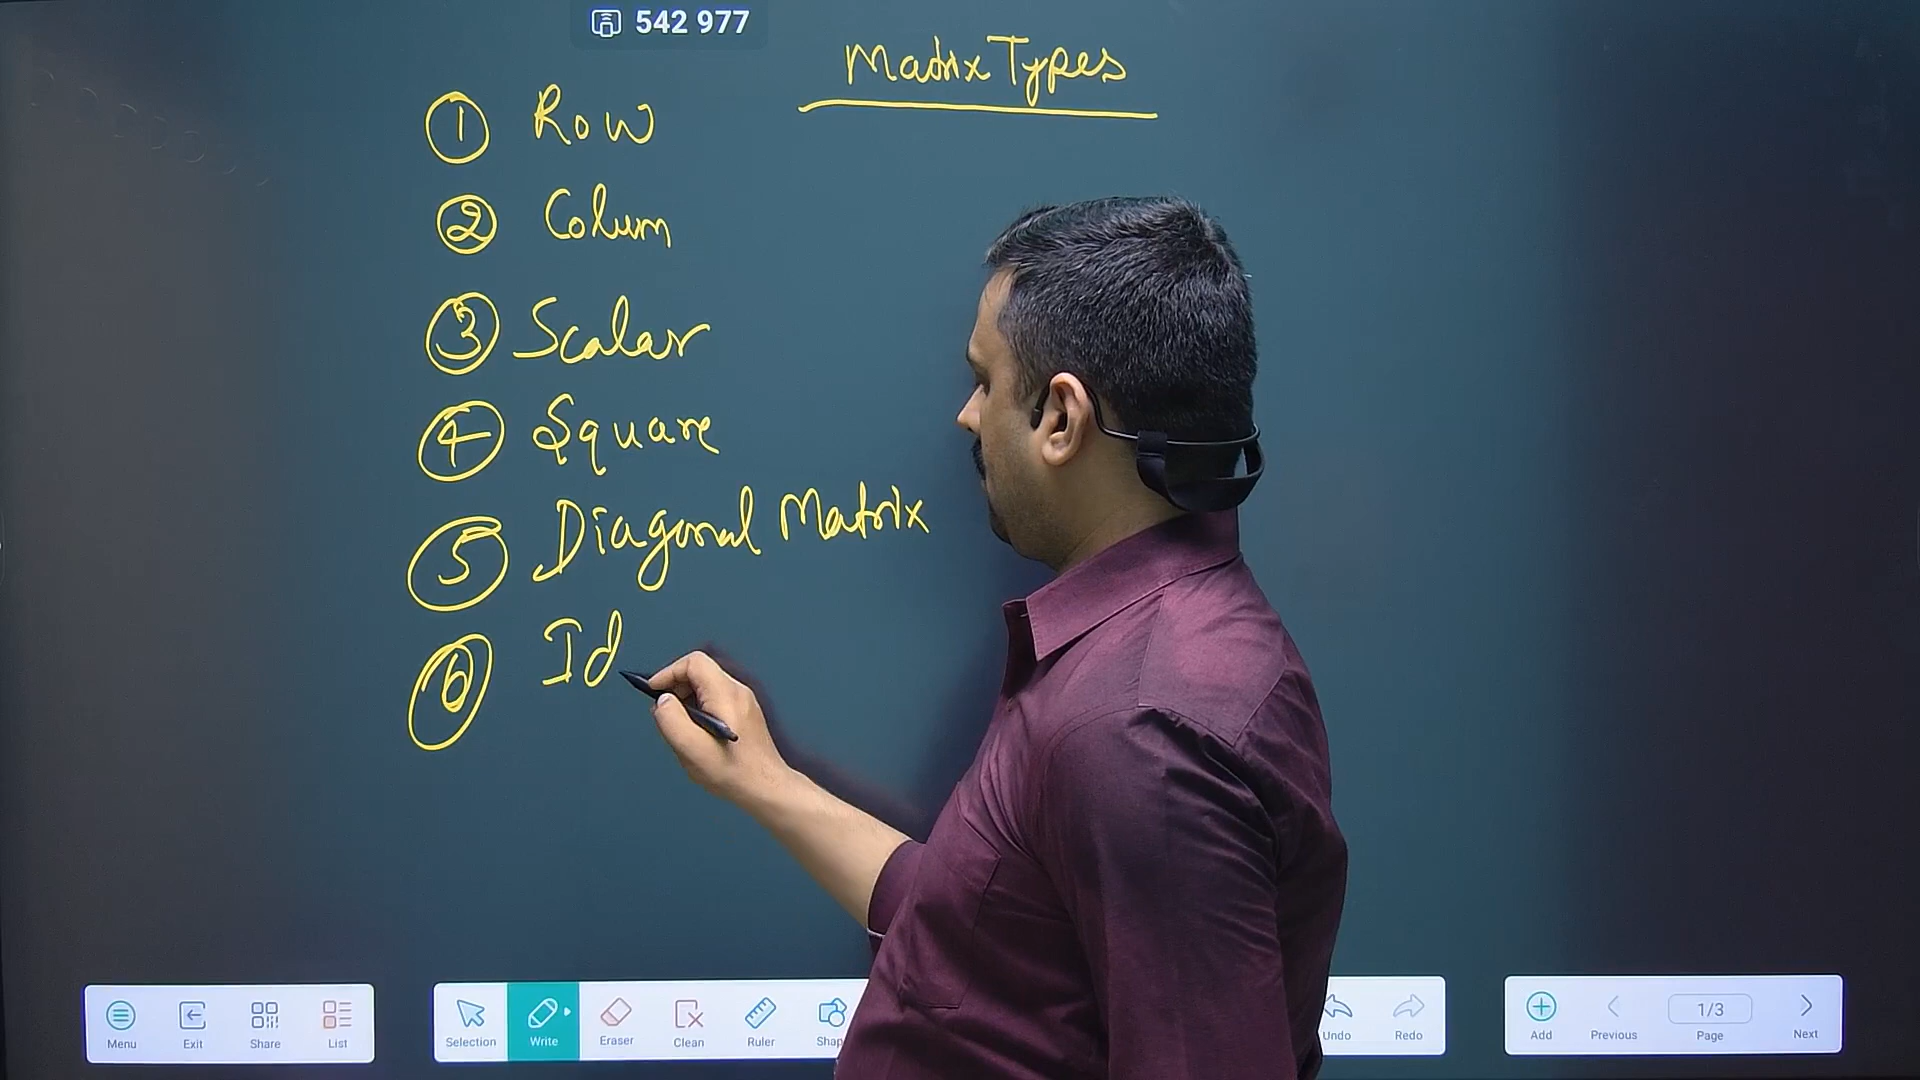 542 977
Matrix Types
① Row
② Colum
③ Scalar
④ Square
⑤ Diagonal Matrix
⑥ Id
Menu Exit Share List Selection Write Eraser Clean Ruler Shap Undo Redo Add Previous 1/3 Page Next